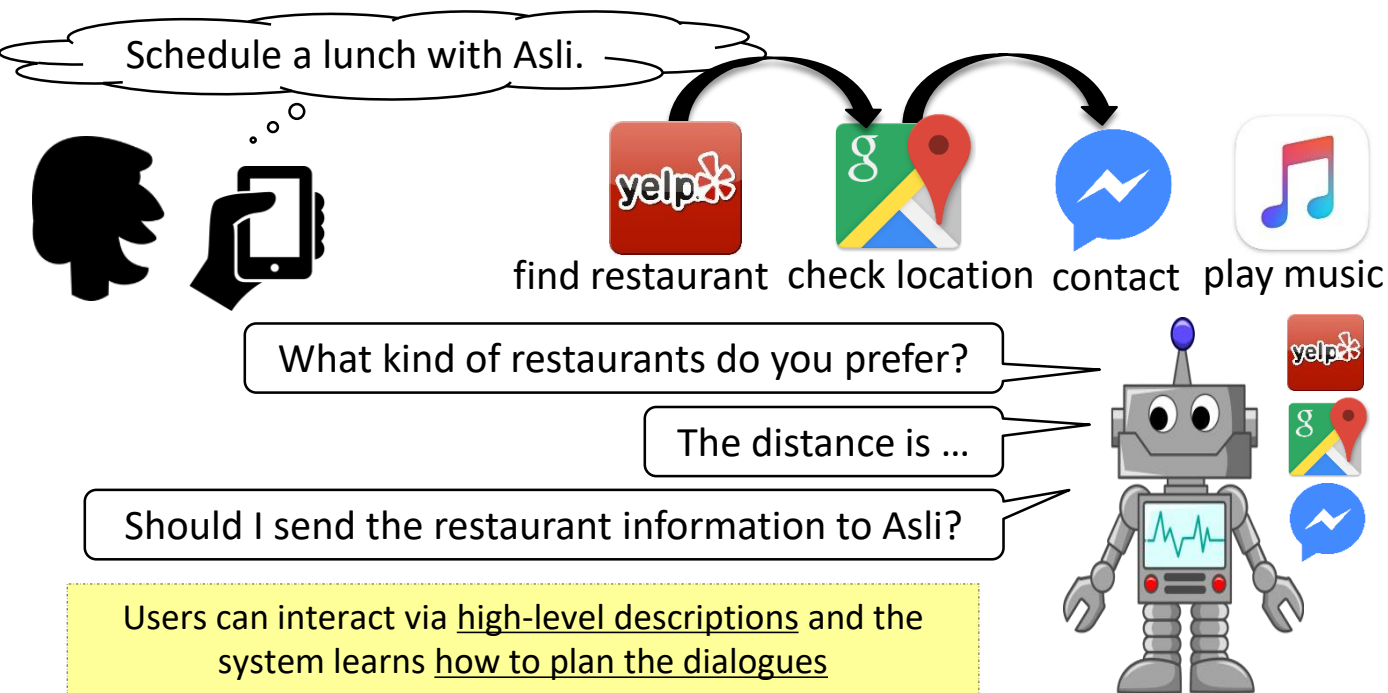 Schedule a lunch with Asli.
yelp
g
find restaurant
check location
contact
play music
What kind of restaurants do you prefer?
yelp
The distance is …
g
Should I send the restaurant information to Asli?
Users can interact via high-level descriptions and the
system learns how to plan the dialogues